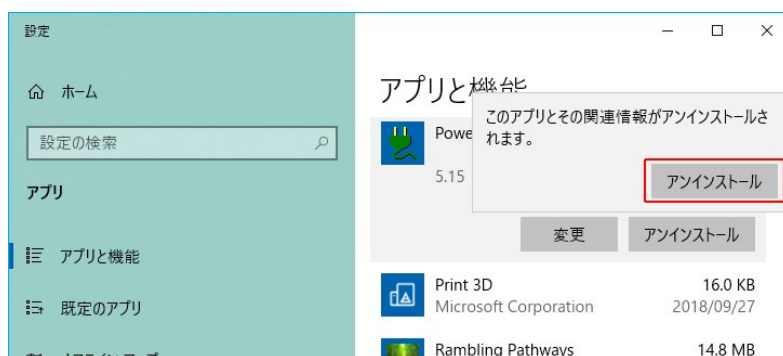 設定
ホーム
設定の検索
アプリ
アプリと機能
既定のアプリ
アプリと機能
Powe
5.15
このアプリとその関連情報がアンインストールさ
れます。
アンインストール
変更
アンインストール
Print 3D
16.0 KB
Microsoft Corporation
2018/09/27
Rambling Pathways
14.8 MB